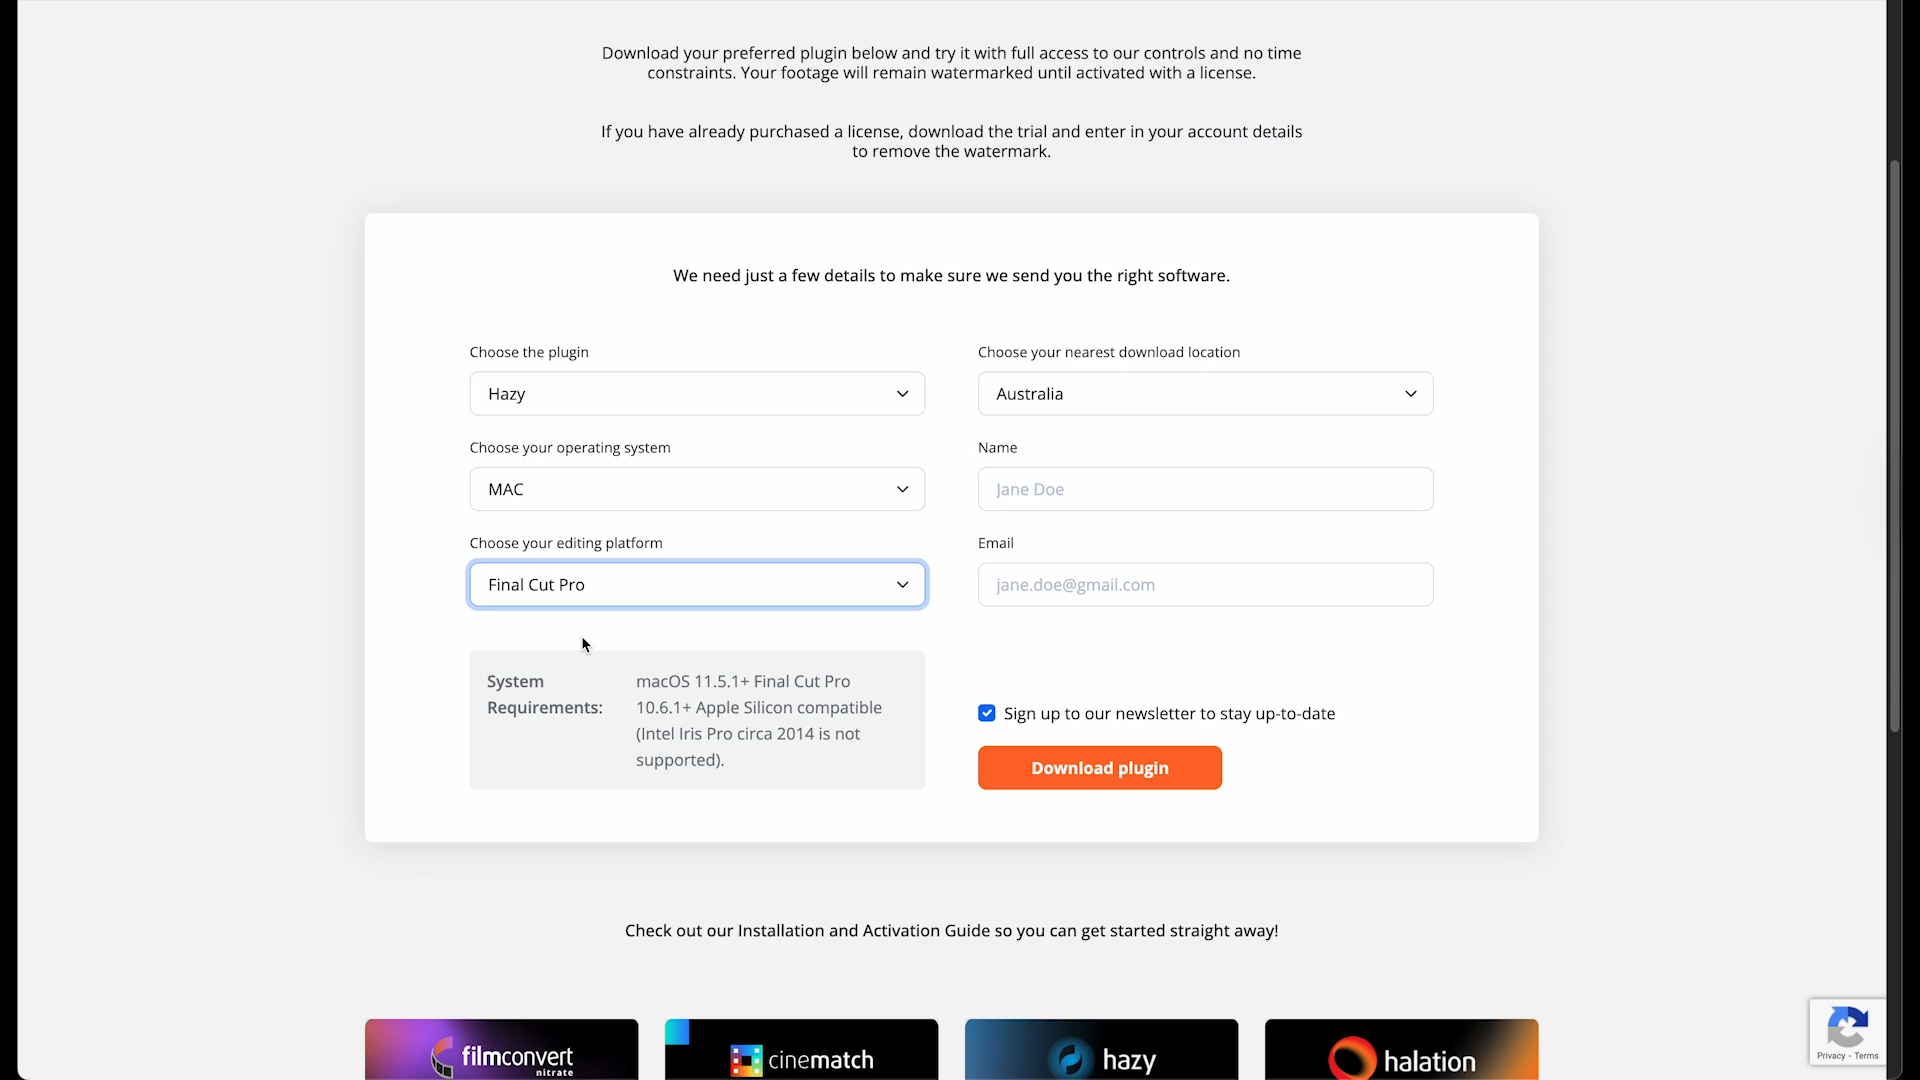 Download your preferred plugin below and try it with full access to our controls and no time
constraints. Your footage will remain watermarked until activated with a license.
If you have already purchased a license, download the trial and enter in your account details
to remove the watermark.
We need just a few details to make sure we send you the right software.
Choose the plugin
Hazy
Choose your operating system
MAC
Choose your editing platform
Final Cut Pro
System
Requirements:
macOS 11.5.1+ Final Cut Pro
10.6.1+ Apple Silicon compatible
(Intel Iris Pro circa 2014 is not
supported).
Choose your nearest download location
Australia
Name
Jane Doe
Email
jane.doe@gmail.com
Sign up to our newsletter to stay up-to-date
Download plugin
Check out our Installation and Activation Guide so you can get started straight away!
filmconvert
nitrate
cinematch
hazy
halation
Privacy - Terms